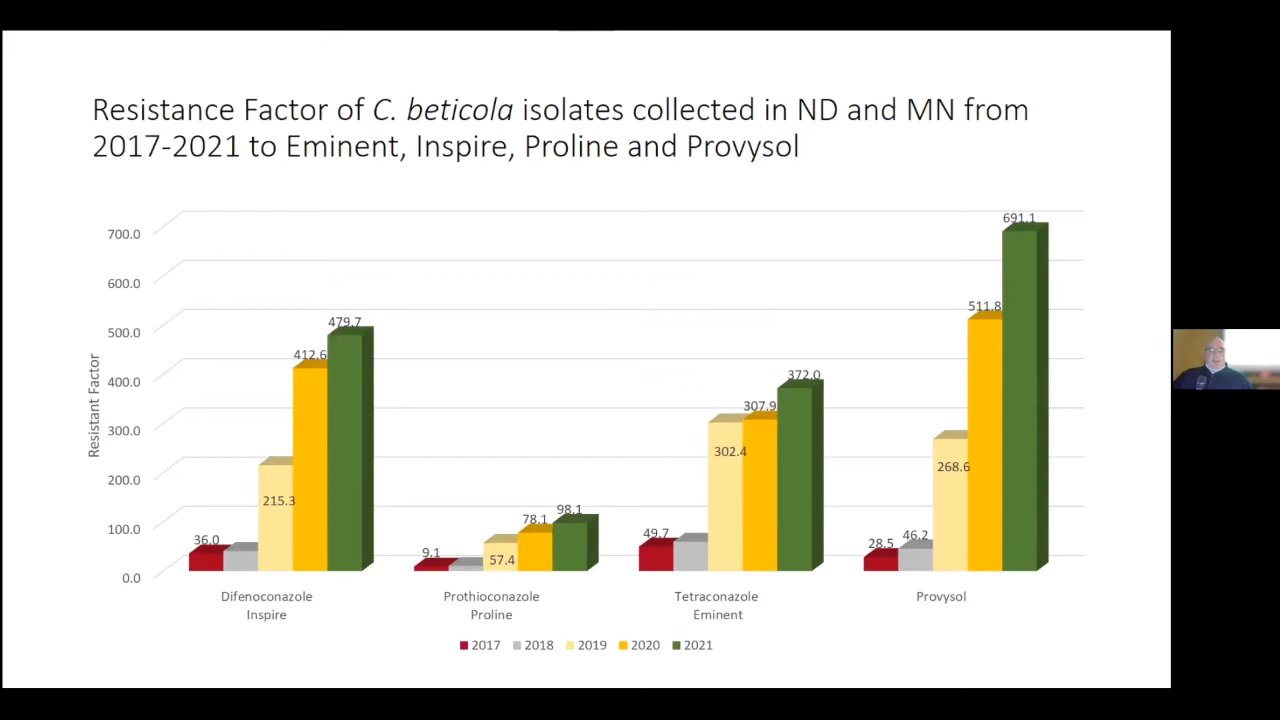 Resistance Factor of C. beticola isolates collected in ND and MN from
2017-2021 to Eminent, Inspire, Proline and Provysol
Resistant Factor
700.0
600.0
500.0
400.0
300.0
200.0
100.0
0.0
36.0
215.3
412.6
479.7
9.1
57.4
78.1
98.1
49.7
302.4
307.9
372.0
28.5
46.2
268.6
511.8
691.1
Difenoconazole
Inspire
Prothioconazole
Proline
Tetraconazole
Eminent
Provysol
2017 2018 2019 2020 2021